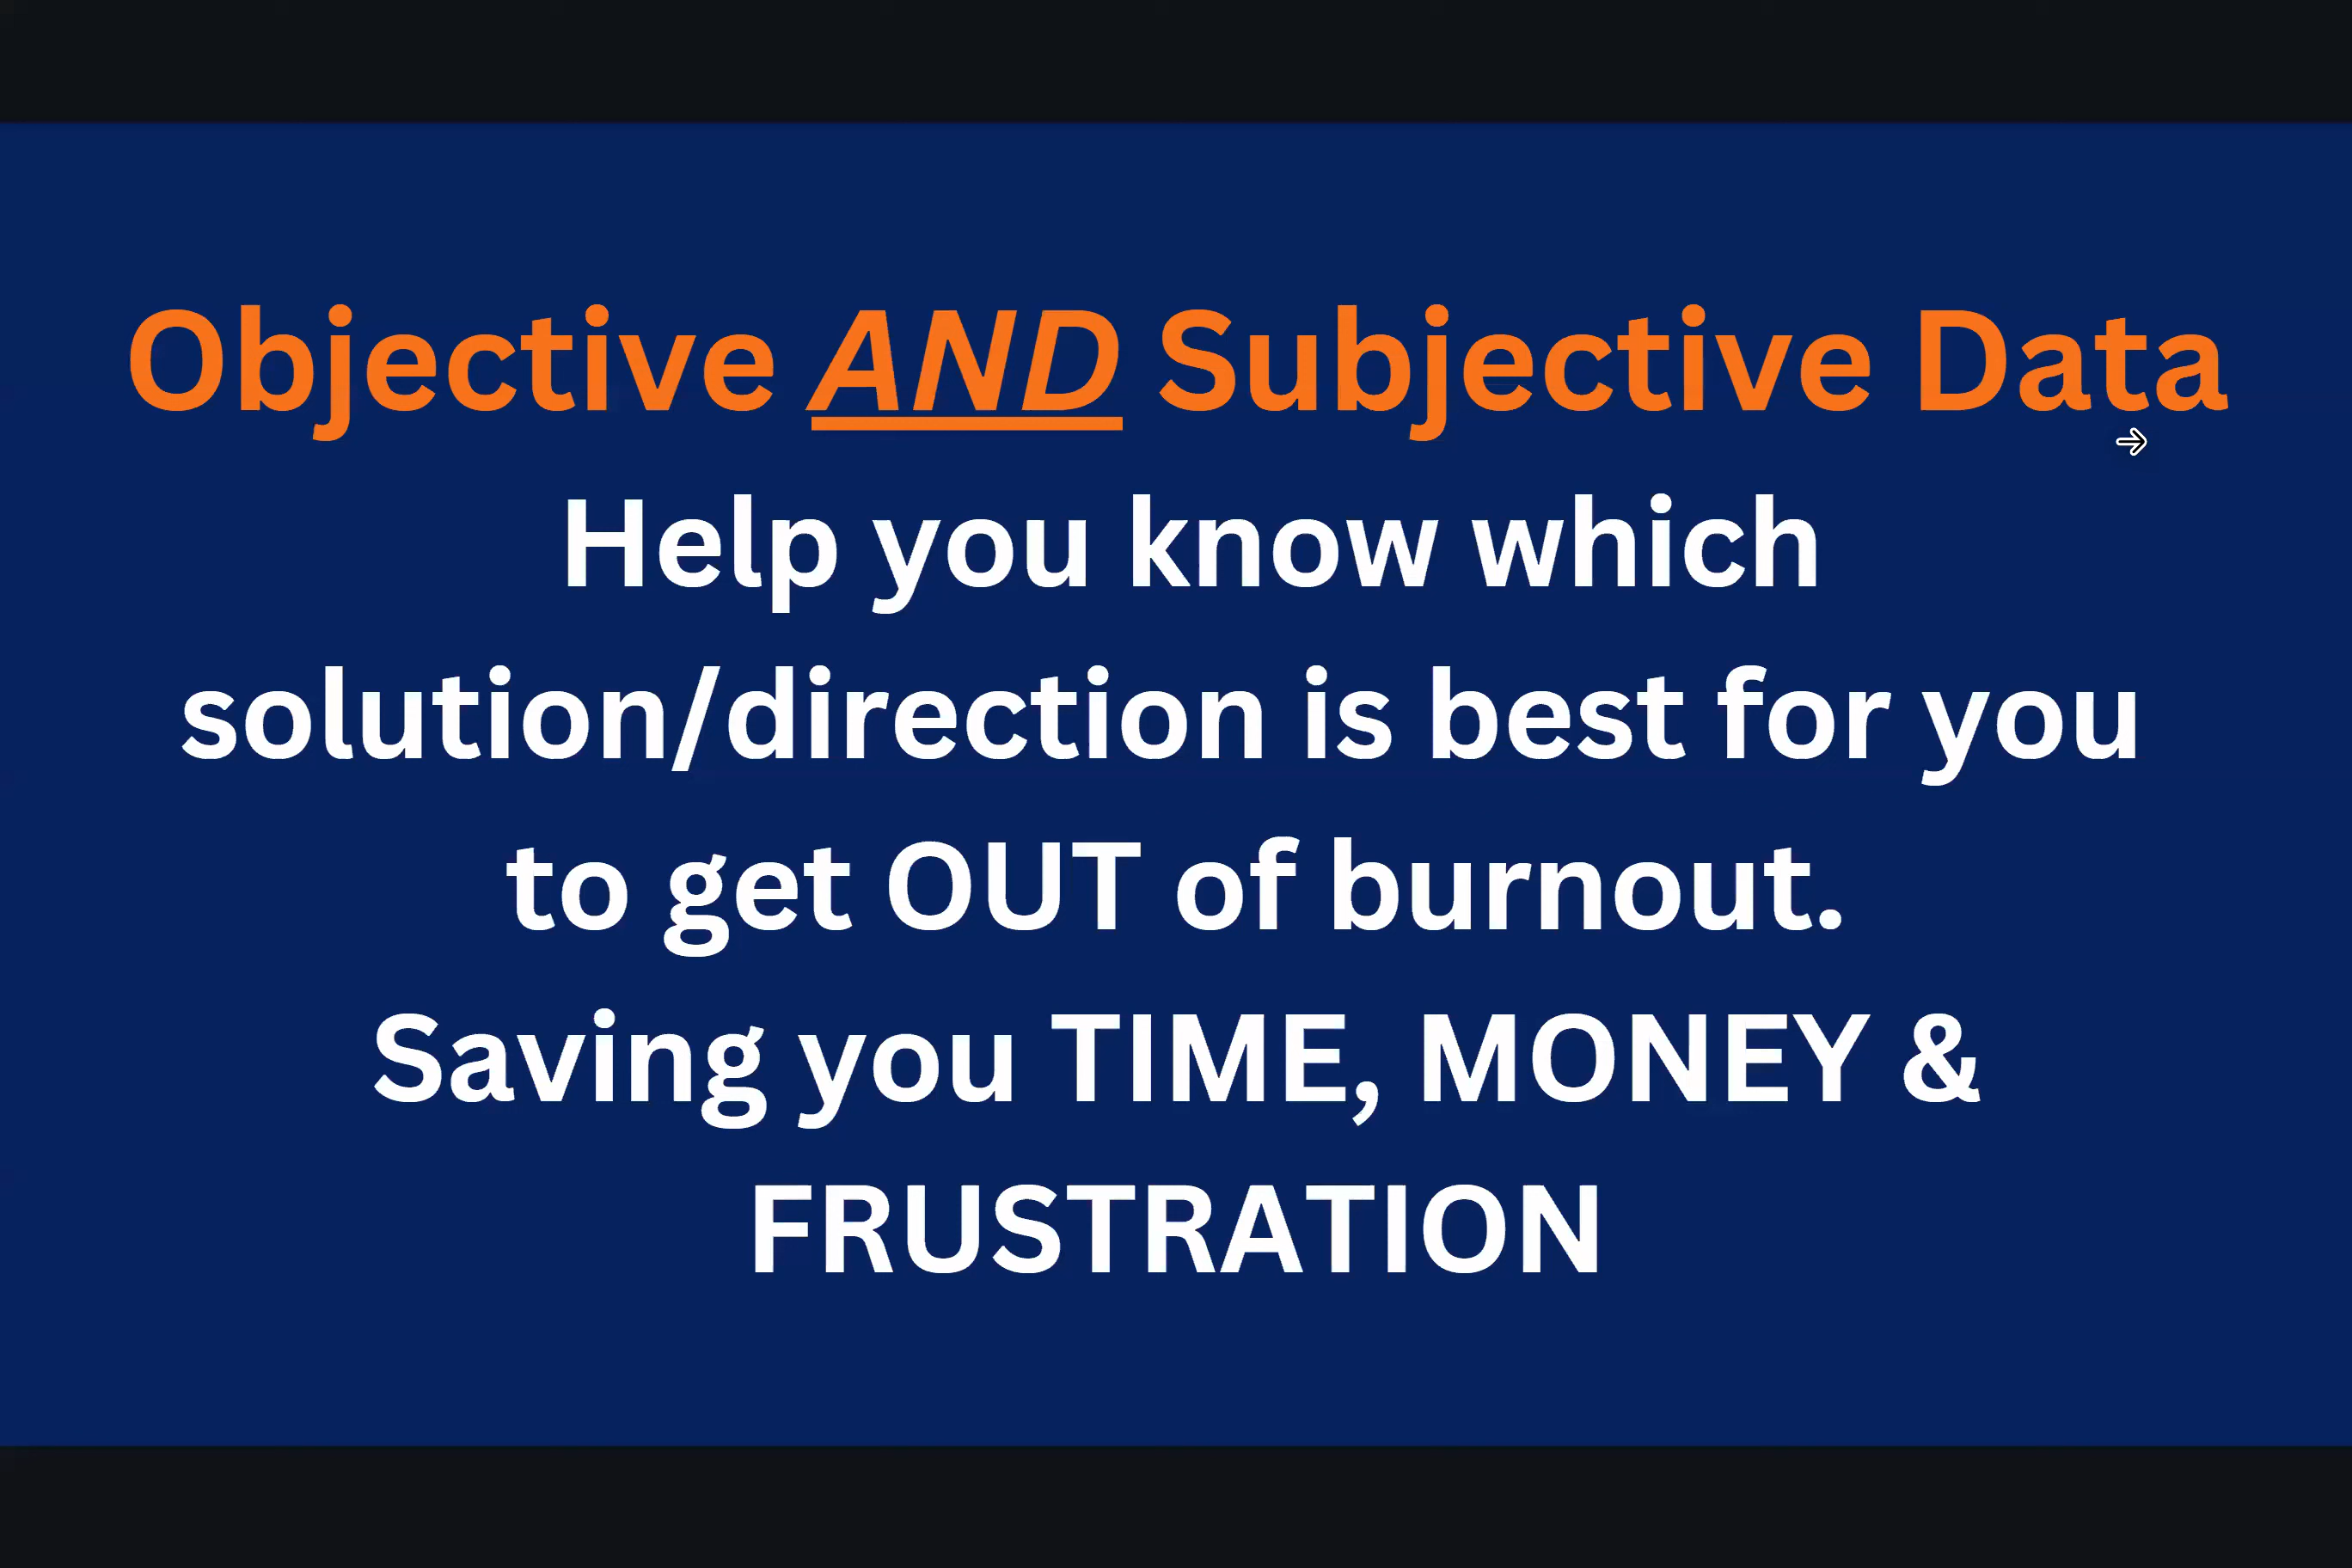 Objective AND Subjective Data
Help you know which
solution/direction is best for you
to get OUT of burnout.
Saving you TIME, MONEY &
FRUSTRATION